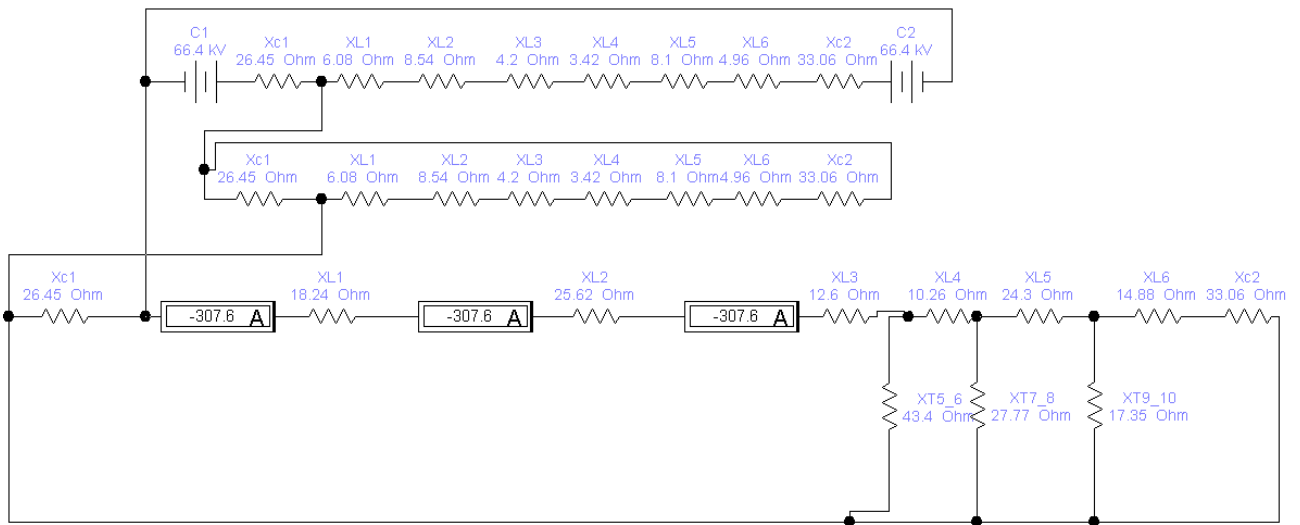 C1
66.4 kV
Xc1
26.45 Ohm
XL1
6.08 Ohm
XL2
8.54 Ohm
XL3
4.2 Ohm
XL4
3.42 Ohm
XL5
8.1 Ohm
XL6
4.96 Ohm
Xc2
33.06 Ohm
C2
66.4 kV
Xc1
26.45 Ohm
XL1
6.08 Ohm
XL2
8.54 Ohm
XL3
4.2 Ohm
XL4
3.42 Ohm
XL5
8.1 Ohm
XL6
4.96 Ohm
Xc2
33.06 Ohm
Xc1
26.45 Ohm
-307.6 A
XL1
18.24 Ohm
-307.6 A
XL2
25.62 Ohm
-307.6 A
XL3
12.6 Ohm
XL4
10.26 Ohm
XL5
24.3 Ohm
XL6
14.88 Ohm
Xc2
33.06 Ohm
XT5_6
43.4 Ohm
XT7_8
27.77 Ohm
XT9_10
17.35 Ohm